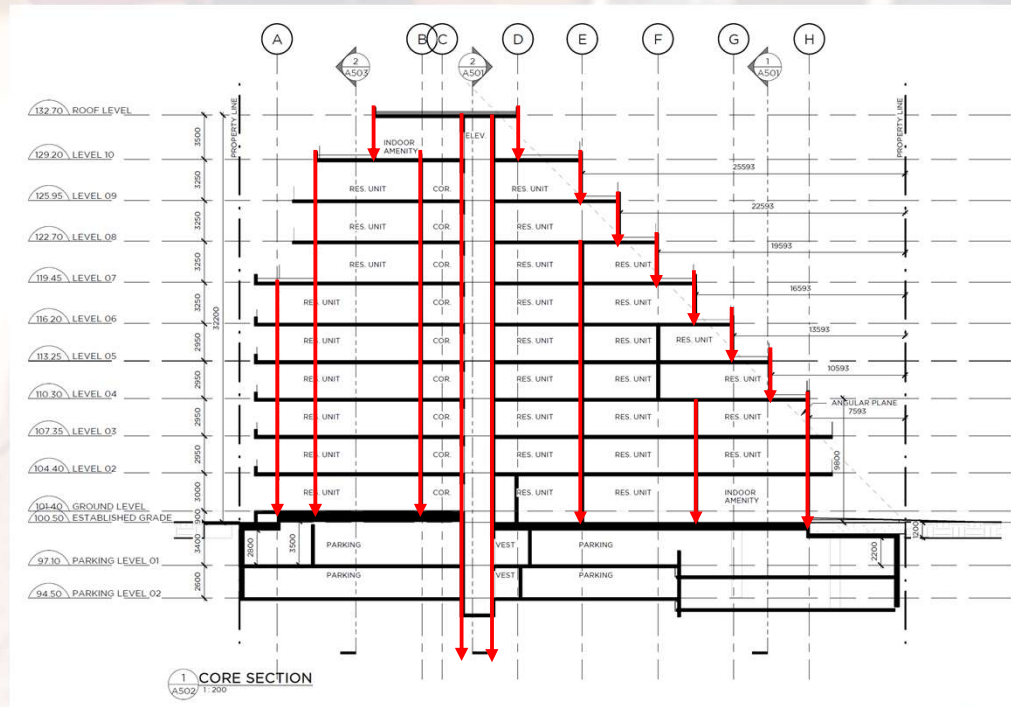 A B C D E F G H
2 A503
2 A501
1 A501
132.70 ROOF LEVEL
129.20 LEVEL 10
125.95 LEVEL 09
122.70 LEVEL 08
119.45 LEVEL 07
116.20 LEVEL 06
113.25 LEVEL 05
110.30 LEVEL 04
107.35 LEVEL 03
104.40 LEVEL 02
101.40 GROUND LEVEL
100.50 ESTABLISHED GRADE
97.10 PARKING LEVEL 01
94.50 PARKING LEVEL 02
3500
3250
3250
3250
3250
2950
2950
2950
2950
3000
900
3400
2600
32200
PROPERTY LINE
PROPERTY LINE
ELEV.
INDOOR
AMENITY
RES. UNIT COR. RES. UNIT
25593
RES. UNIT COR. RES. UNIT RES. UNIT
22593
19593
RES. UNIT COR. RES. UNIT RES. UNIT
16593
RES. UNIT COR. RES. UNIT RES. UNIT
13593
RES. UNIT COR. RES. UNIT RES. UNIT RES. UNIT
10593
RES. UNIT COR. RES. UNIT RES. UNIT RES. UNIT
ANGULAR PLANE
7593
RES. UNIT COR. RES. UNIT RES. UNIT RES. UNIT
9800
RES. UNIT COR. RES. UNIT RES. UNIT RES. UNIT
RES. UNIT COR. RES. UNIT RES. UNIT INDOOR
AMENITY
1200
2800
3500
2200
PARKING VEST PARKING
PARKING VEST PARKING
1 A502
CORE SECTION
1 : 200